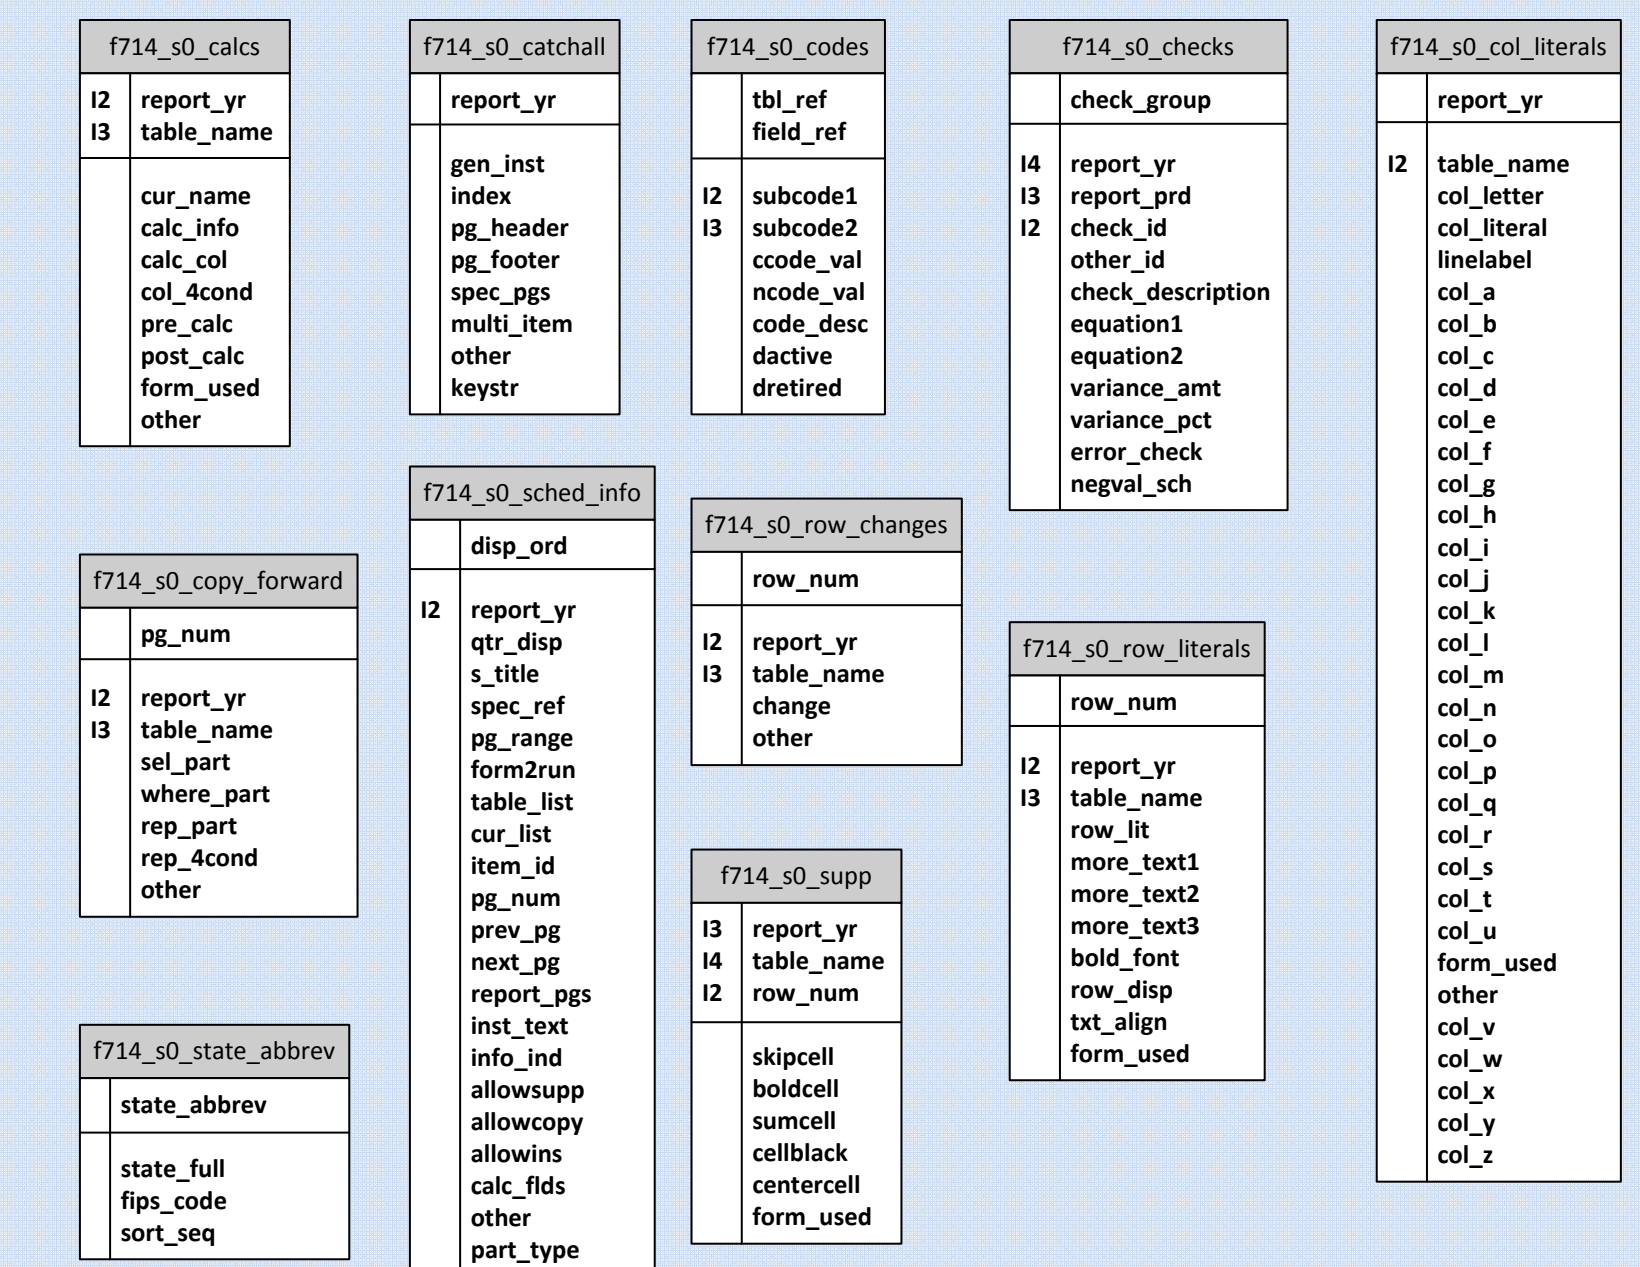 f714_s0_calcs
I2 report_yr
I3 table_name
cur_name
calc_info
calc_col
col_4cond
pre_calc
post_calc
form_used
other
f714_s0_catchall
report_yr
gen_inst
index
pg_header
pg_footer
spec_pgs
multi_item
other
keystr
f714_s0_codes
tbl_ref
field_ref
I2 subcode1
I3 subcode2
ccode_val
ncode_val
code_desc
dactive
dretired
f714_s0_checks
check_group
I4 report_yr
I3 report_prd
I2 check_id
other_id
check_description
equation1
equation2
variance_amt
variance_pct
error_check
negval_sch
f714_s0_col_literals
report_yr
I2 table_name
col_letter
col_literal
linelabel
col_a
col_b
col_c
col_d
col_e
col_f
col_g
col_h
col_i
col_j
col_k
col_l
col_m
col_n
col_o
col_p
col_q
col_r
col_s
col_t
col_u
form_used
other
col_v
col_w
col_x
col_y
col_z
f714_s0_copy_forward
pg_num
I2 report_yr
I3 table_name
sel_part
where_part
rep_part
rep_4cond
other
f714_s0_sched_info
disp_ord
I2 report_yr
qtr_disp
s_title
spec_ref
pg_range
form2run
table_list
cur_list
item_id
pg_num
prev_pg
next_pg
report_pgs
inst_text
info_ind
allowsupp
allowcopy
allowins
calc_flds
other
part_type
f714_s0_row_changes
row_num
I2 report_yr
I3 table_name
change
other
f714_s0_row_literals
row_num
I2 report_yr
I3 table_name
row_lit
more_text1
more_text2
more_text3
bold_font
row_disp
txt_align
form_used
f714_s0_supp
I3 report_yr
I4 table_name
I2 row_num
skipcell
boldcell
sumcell
cellblack
centercell
form_used
f714_s0_state_abbrev
state_abbrev
state_full
fips_code
sort_seq